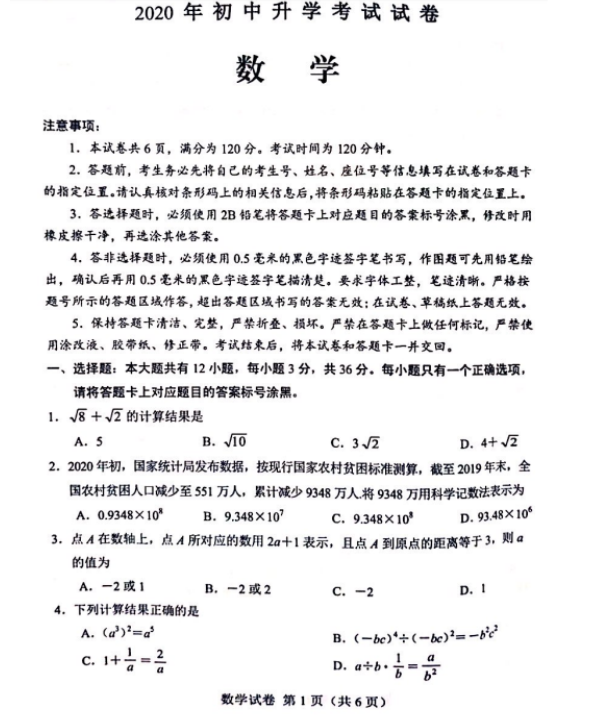 2020 年初中升学考试试卷
数 学
注意事项：
1．本试卷共 6 页，满分为 120 分。考试时间为 120 分钟。
2．答题前，考生务必先将自己的考生号、姓名、座位号等信息填写在试卷和答题卡
的指定位置。请认真核对条形码上的相关信息后，将条形码粘贴在答题卡的指定位置上。
3．答选择题时，必须使用 2B 铅笔将答题卡上对应题目的答案标号涂黑，修改时用
橡皮擦干净，再选涂其他答案。
4．答非选择题时，必须使用 0.5 毫米的黑色字迹签字笔书写，作图题可先用铅笔绘
出，确认后再用 0.5 毫米的黑色字迹签字笔描清楚。要求字体工整，笔迹清晰。严格按
题号所示的答题区域作答，超出答题区域书写的答案无效；在试卷、草稿纸上答题无效。
5．保持答题卡清洁、完整，严禁折叠、损坏。严禁在答题卡上做任何标记，严禁使
用涂改液、胶带纸、修正带。考试结束后，将本试卷和答题卡一并交回。
一、选择题：本大题共有 12 小题，每小题 3 分，共 36 分。每小题只有一个正确选项，
请将答题卡上对应题目的答案标号涂黑。
1．√8 + √2 的计算结果是
A．5 B．√10 C．3√2 D．4+√2
2．2020 年初，国家统计局发布数据，按现行国家农村贫困标准测算，截至 2019 年末，全
国农村贫困人口减少至 551 万人，累计减少 9348 万人.将 9348 万用科学记数法表示为
A．0.9348×10⁸ B．9.348×10⁷ C．9.348×10⁸ D．93.48×10⁶
3．点 A 在数轴上，点 A 所对应的数用 2a+1 表示，且点 A 到原点的距离等于 3，则 a
的值为
A．－2 或 1 B．－2 或 2 C．－2 D．1
4．下列计算结果正确的是
A．(a³)²=a⁵ B．(－bc)⁴÷(－bc)²=－b²c²
C．1+1/a=2/a D．a÷b·1/b=a/b²
数学试卷 第 1 页（共 6 页）